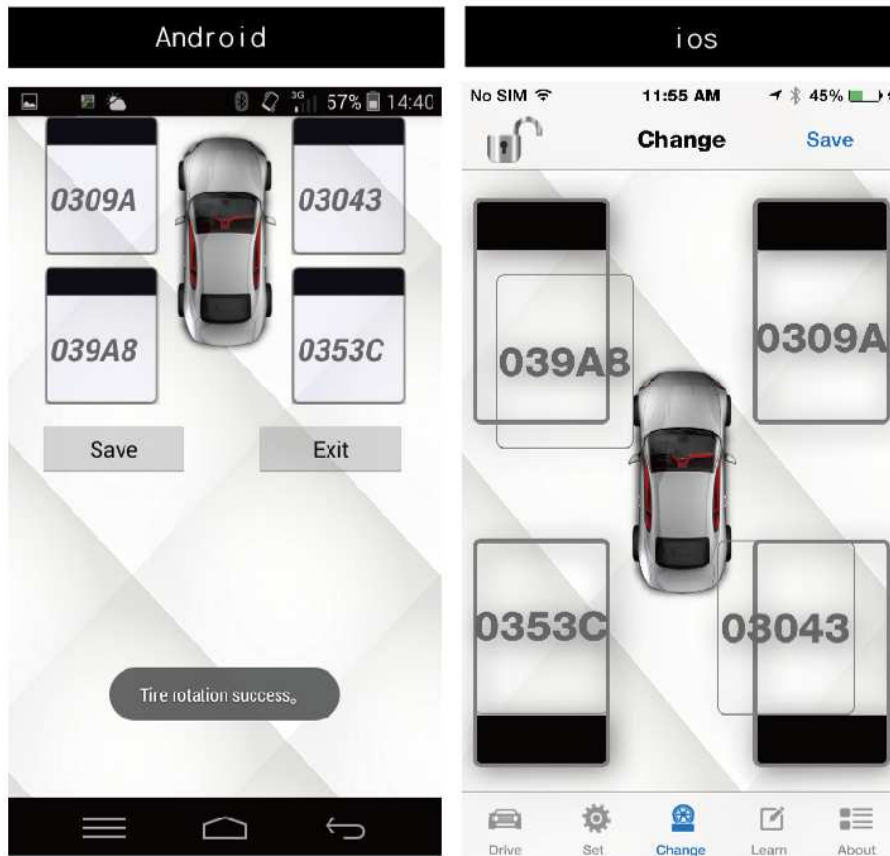 Android
57% 14:40
3G
0309A
03043
039A8
0353C
Save
Exit
Tire rotation success。
ios
No SIM
11:55 AM
45%
Change
Save
039A8
0309A
0353C
03043
Drive
Set
Change
Learn
About